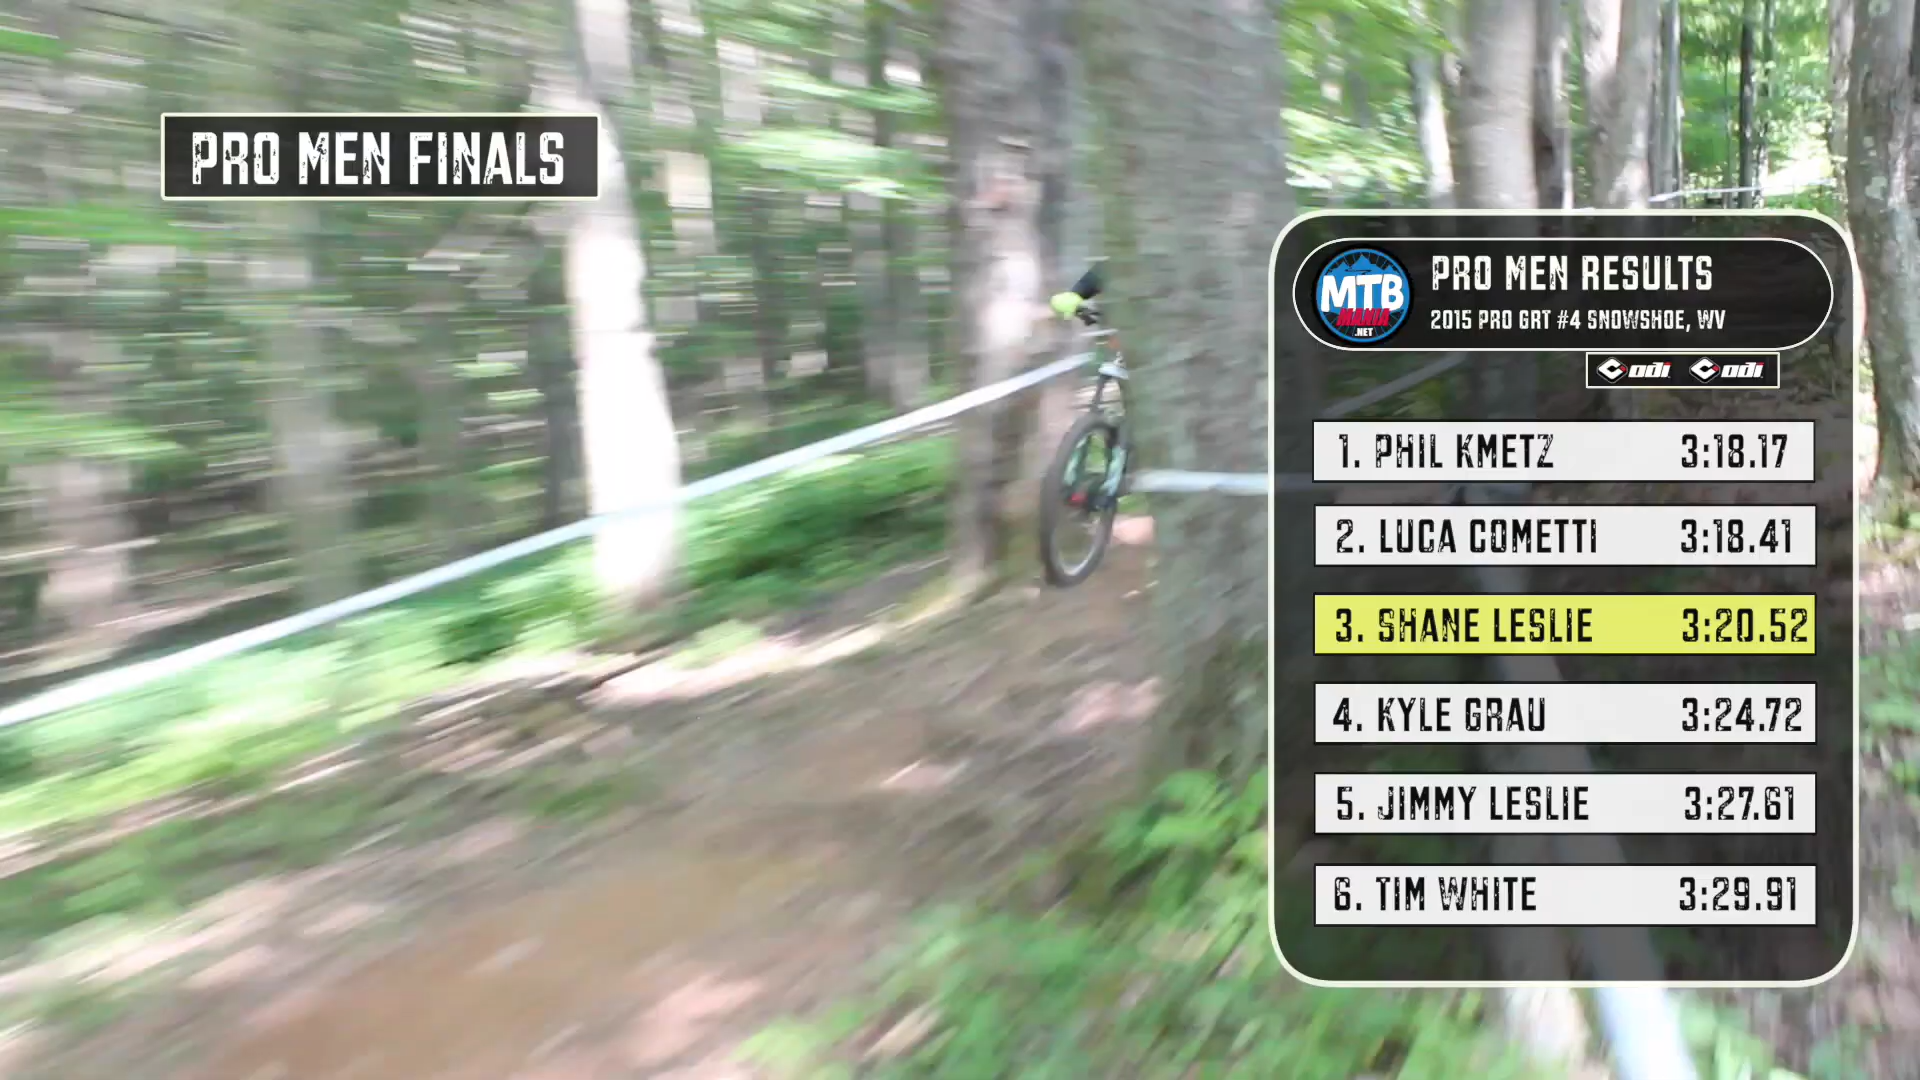 PRO MEN FINALS
MTB
MANIA
.NET
PRO MEN RESULTS
2015 PRO GRT #4 SNOWSHOE, WV
odi odi
1. PHIL KMETZ 3:18.17
2. LUCA COMETTI 3:18.41
3. SHANE LESLIE 3:20.52
4. KYLE GRAU 3:24.72
5. JIMMY LESLIE 3:27.61
6. TIM WHITE 3:29.91